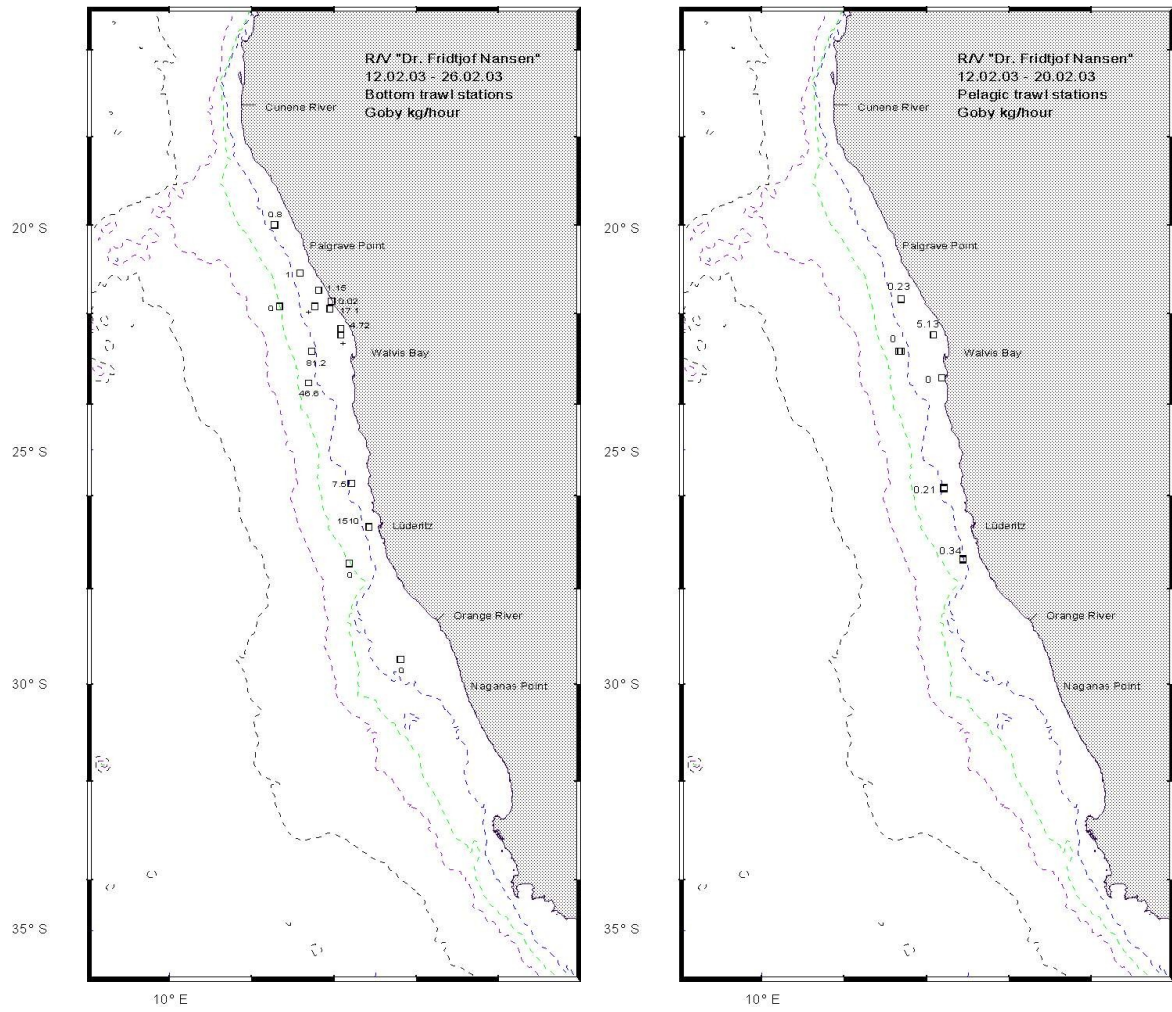 R/V "Dr. Fridtjof Nansen"
12.02.03 - 26.02.03
Bottom trawl stations
Goby kg/hour
Cunene River
20° S
0.8
Palgrave Point
1.15
0.02
0
+
17.1
4.72
+
Walvis Bay
81.2
46.6
25° S
7.5
1510
Lüderitz
0
Orange River
0
30° S
Naganas Point
35° S
10° E
R/V "Dr. Fridtjof Nansen"
12.02.03 - 20.02.03
Pelagic trawl stations
Goby kg/hour
Cunene River
20° S
Palgrave Point
0.23
5.13
0
Walvis Bay
0
25° S
0.21
Lüderitz
0.34
Orange River
30° S
Naganas Point
35° S
10° E